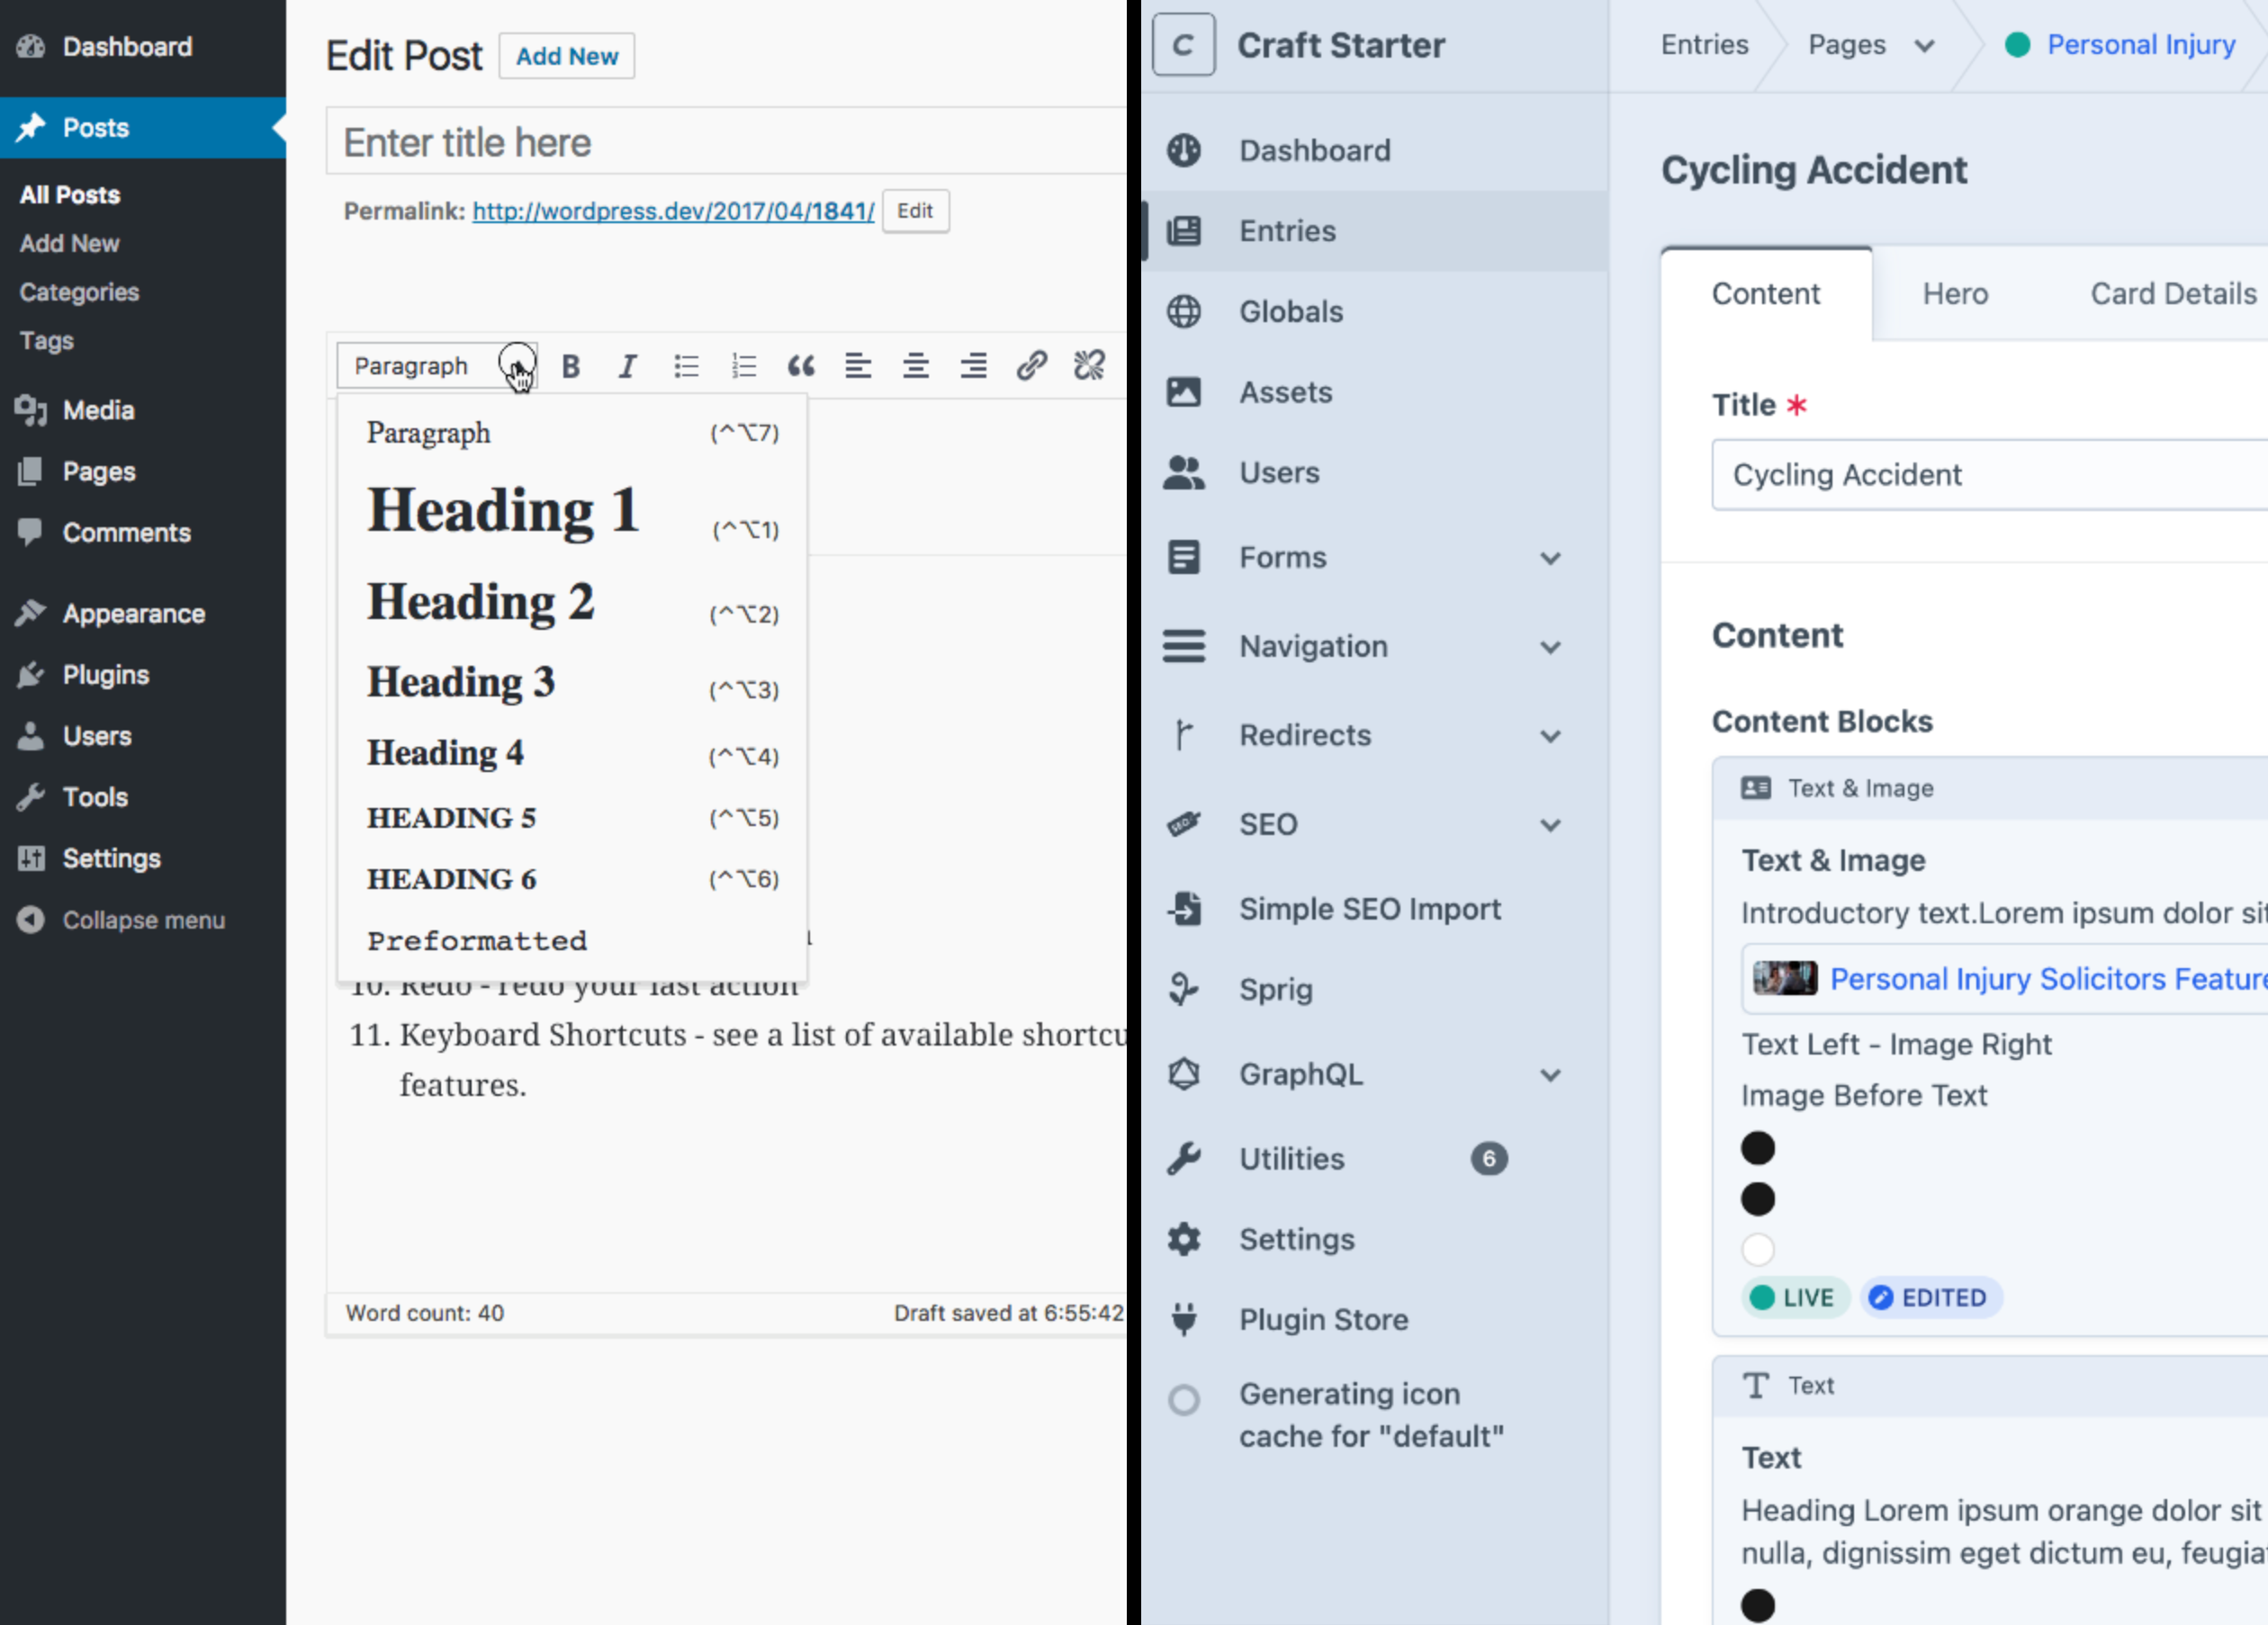 Dashboard
Posts
All Posts
Add New
Categories
Tags
Media
Pages
Comments
Appearance
Plugins
Users
Tools
Settings
Collapse menu
Edit Post Add New
Enter title here
Permalink: http://wordpress.dev/2017/04/1841/ Edit
Paragraph
Paragraph (^⌥7)
Heading 1 (^⌥1)
Heading 2 (^⌥2)
Heading 3 (^⌥3)
Heading 4 (^⌥4)
HEADING 5 (^⌥5)
HEADING 6 (^⌥6)
Preformatted
10. Redo - redo your last action
11. Keyboard Shortcuts - see a list of available shortcu
features.
Word count: 40 Draft saved at 6:55:42
C Craft Starter
Dashboard
Entries
Globals
Assets
Users
Forms
Navigation
Redirects
SEO
Simple SEO Import
Sprig
GraphQL
Utilities 6
Settings
Plugin Store
Generating icon
cache for "default"
Entries Pages Personal Injury
Cycling Accident
Content Hero Card Details
Title *
Cycling Accident
Content
Content Blocks
Text & Image
Text & Image
Introductory text.Lorem ipsum dolor sit
Personal Injury Solicitors Feature
Text Left - Image Right
Image Before Text
LIVE EDITED
Text
Text
Heading Lorem ipsum orange dolor sit
nulla, dignissim eget dictum eu, feugiat